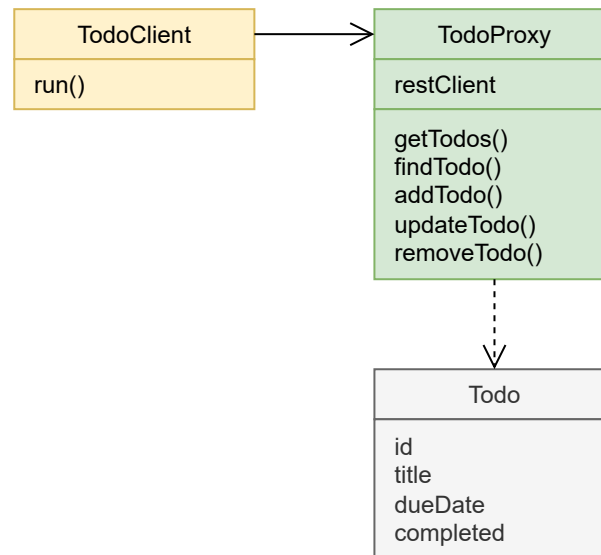 TodoClient
run()
TodoProxy
restClient
getTodos()
findTodo()
addTodo()
updateTodo()
removeTodo()
Todo
id
title
dueDate
completed